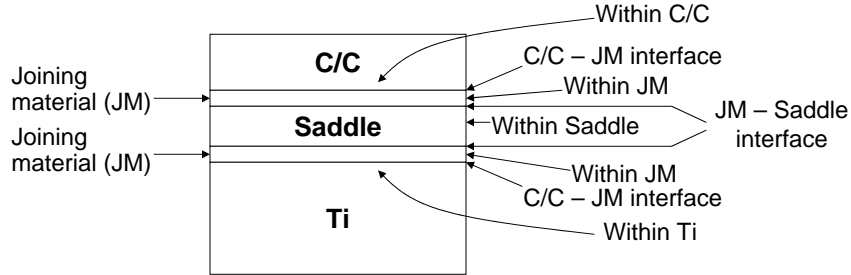 Within C/C
C/C
C/C – JM interface
Joining
material (JM)
Within JM
Saddle
Within Saddle
JM – Saddle
interface
Joining
material (JM)
Within JM
C/C – JM interface
Ti
Within Ti